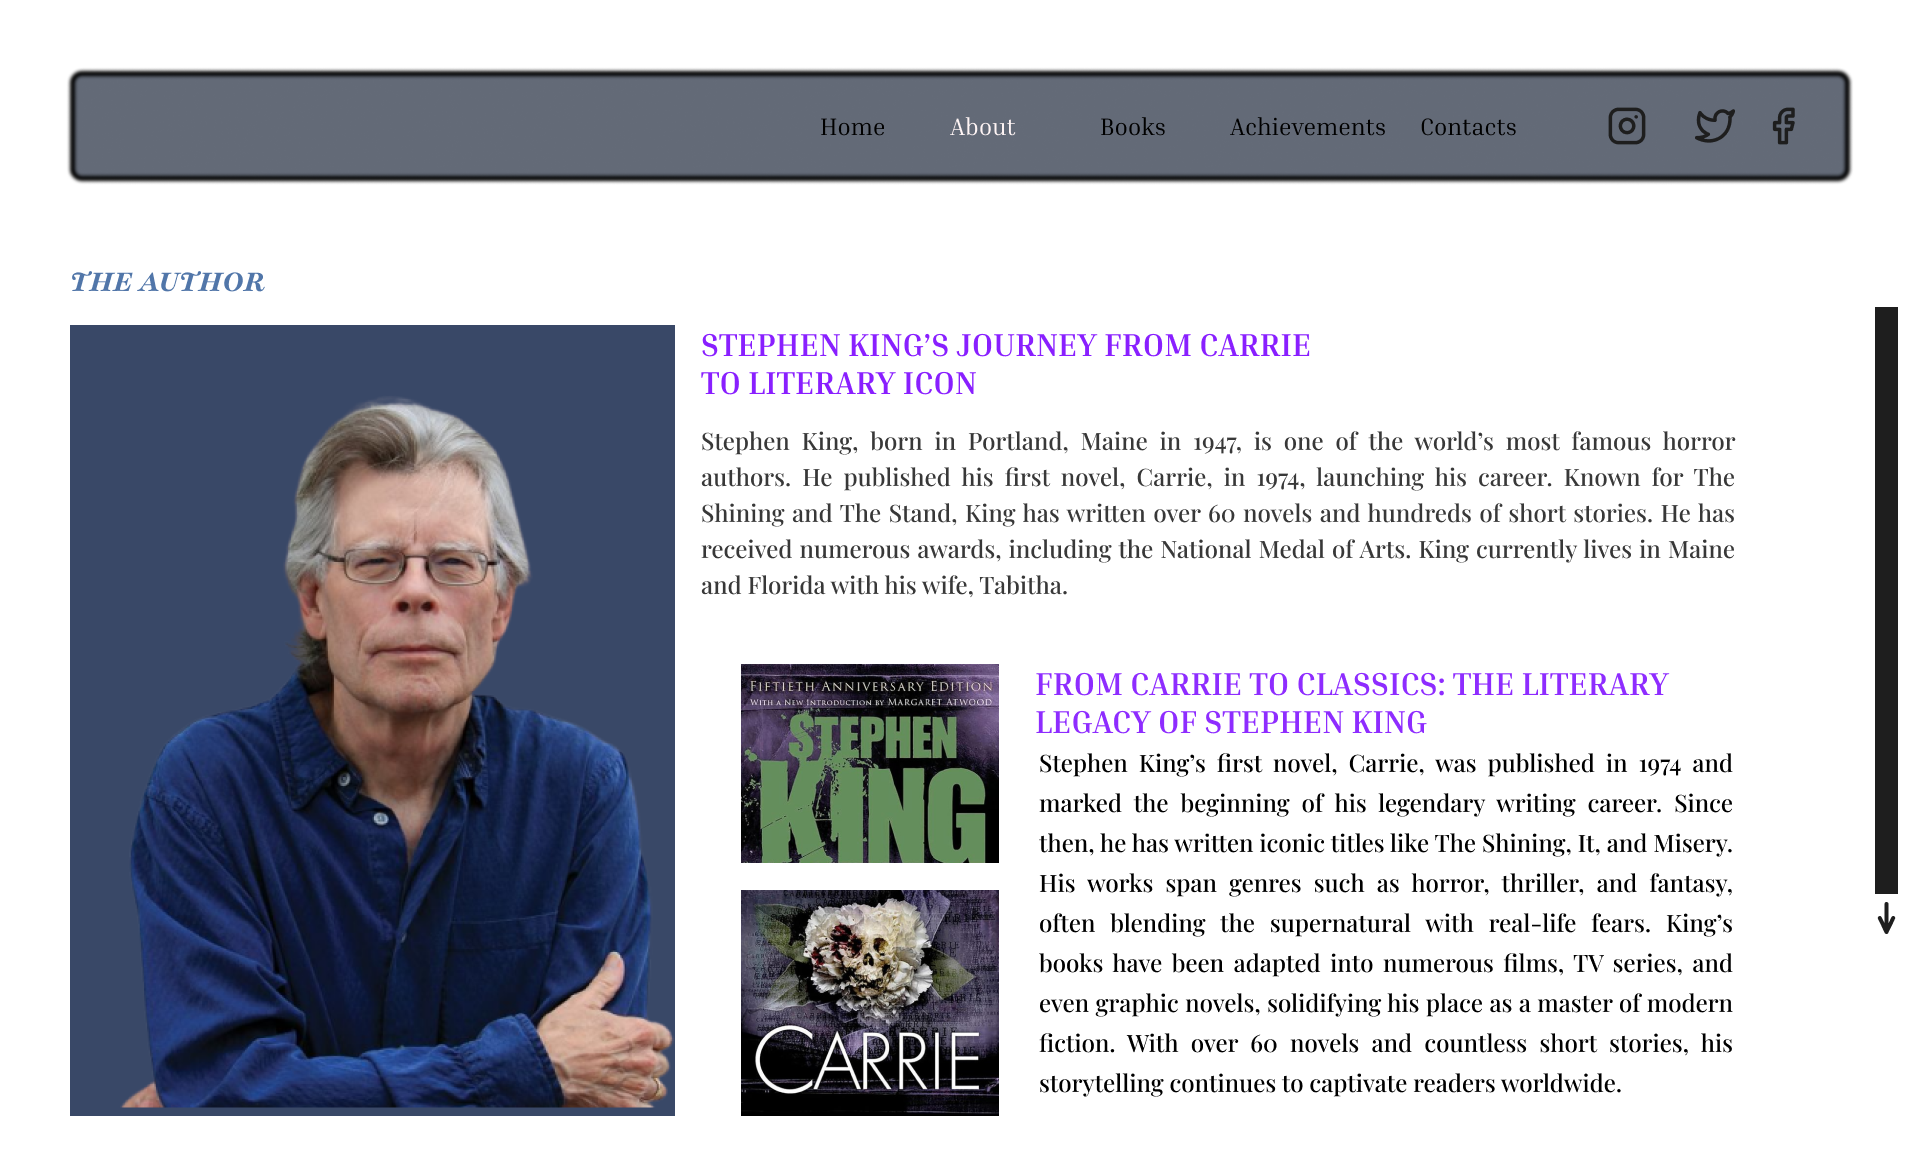 Home About Books Achievements Contacts
THE AUTHOR
STEPHEN KING’S JOURNEY FROM CARRIE
TO LITERARY ICON
Stephen King, born in Portland, Maine in 1947, is one of the world’s most famous horror
authors. He published his first novel, Carrie, in 1974, launching his career. Known for The
Shining and The Stand, King has written over 60 novels and hundreds of short stories. He has
received numerous awards, including the National Medal of Arts. King currently lives in Maine
and Florida with his wife, Tabitha.
FIFTIETH ANNIVERSARY EDITION
WITH A NEW INTRODUCTION BY MARGARET ATWOOD
STEPHEN
KING
CARRIE
FROM CARRIE TO CLASSICS: THE LITERARY
LEGACY OF STEPHEN KING
Stephen King’s first novel, Carrie, was published in 1974 and
marked the beginning of his legendary writing career. Since
then, he has written iconic titles like The Shining, It, and Misery.
His works span genres such as horror, thriller, and fantasy,
often blending the supernatural with real-life fears. King’s
books have been adapted into numerous films, TV series, and
even graphic novels, solidifying his place as a master of modern
fiction. With over 60 novels and countless short stories, his
storytelling continues to captivate readers worldwide.